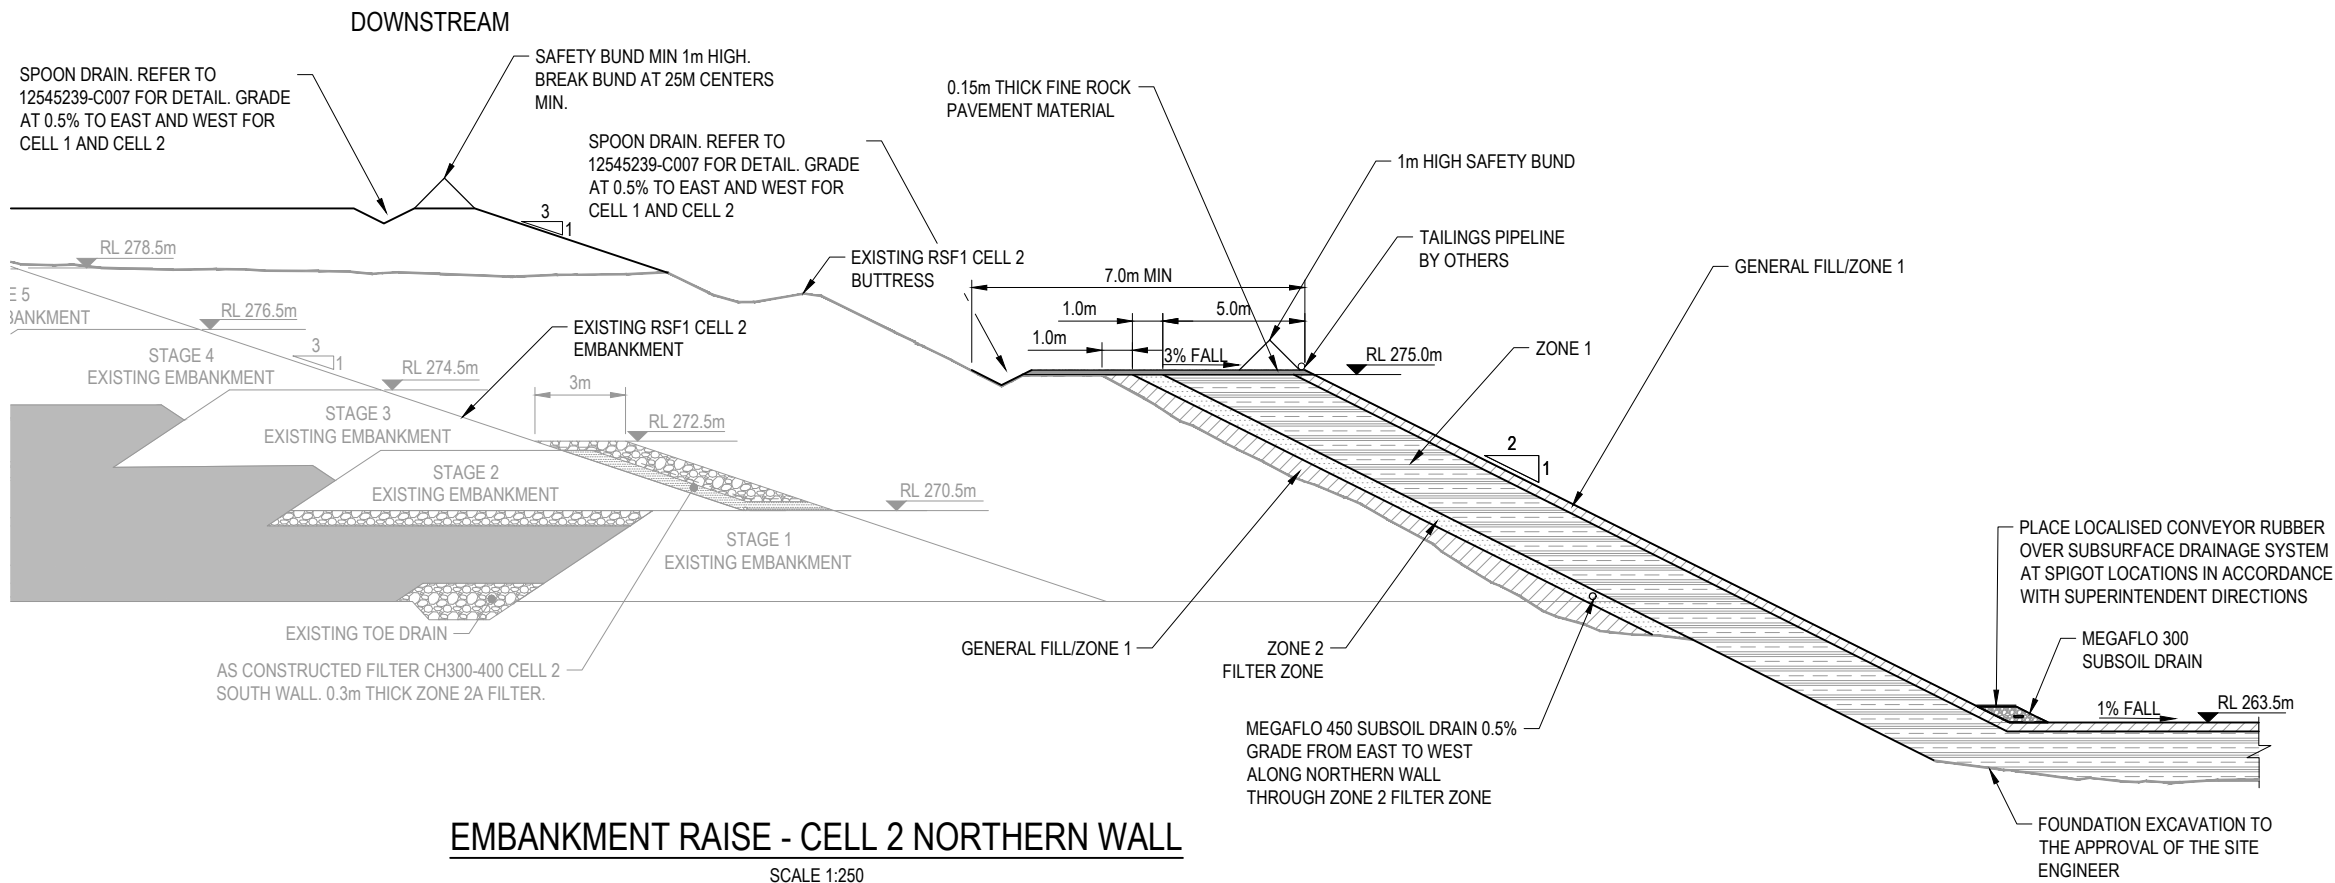 DOWNSTREAM
SPOON DRAIN. REFER TO
12545239-C007 FOR DETAIL. GRADE
AT 0.5% TO EAST AND WEST FOR
CELL 1 AND CELL 2
SAFETY BUND MIN 1m HIGH.
BREAK BUND AT 25M CENTERS
MIN.
SPOON DRAIN. REFER TO
12545239-C007 FOR DETAIL. GRADE
AT 0.5% TO EAST AND WEST FOR
CELL 1 AND CELL 2
0.15m THICK FINE ROCK
PAVEMENT MATERIAL
1m HIGH SAFETY BUND
TAILINGS PIPELINE
BY OTHERS
GENERAL FILL/ZONE 1
3
1
RL 278.5m
EXISTING RSF1 CELL 2
BUTTRESS
7.0m MIN
1.0m
5.0m
1.0m
3% FALL
RL 275.0m
ZONE 1
E 5
BANKMENT
RL 276.5m
EXISTING RSF1 CELL 2
EMBANKMENT
STAGE 4
EXISTING EMBANKMENT
3
1
RL 274.5m
3m
STAGE 3
EXISTING EMBANKMENT
RL 272.5m
2
1
STAGE 2
EXISTING EMBANKMENT
RL 270.5m
STAGE 1
EXISTING EMBANKMENT
PLACE LOCALISED CONVEYOR RUBBER
OVER SUBSURFACE DRAINAGE SYSTEM
AT SPIGOT LOCATIONS IN ACCORDANCE
WITH SUPERINTENDENT DIRECTIONS
EXISTING TOE DRAIN
GENERAL FILL/ZONE 1
ZONE 2
FILTER ZONE
MEGAFLO 300
SUBSOIL DRAIN
AS CONSTRUCTED FILTER CH300-400 CELL 2
SOUTH WALL. 0.3m THICK ZONE 2A FILTER.
1% FALL
RL 263.5m
MEGAFLO 450 SUBSOIL DRAIN 0.5%
GRADE FROM EAST TO WEST
ALONG NORTHERN WALL
THROUGH ZONE 2 FILTER ZONE
FOUNDATION EXCAVATION TO
THE APPROVAL OF THE SITE
ENGINEER
EMBANKMENT RAISE - CELL 2 NORTHERN WALL
SCALE 1:250